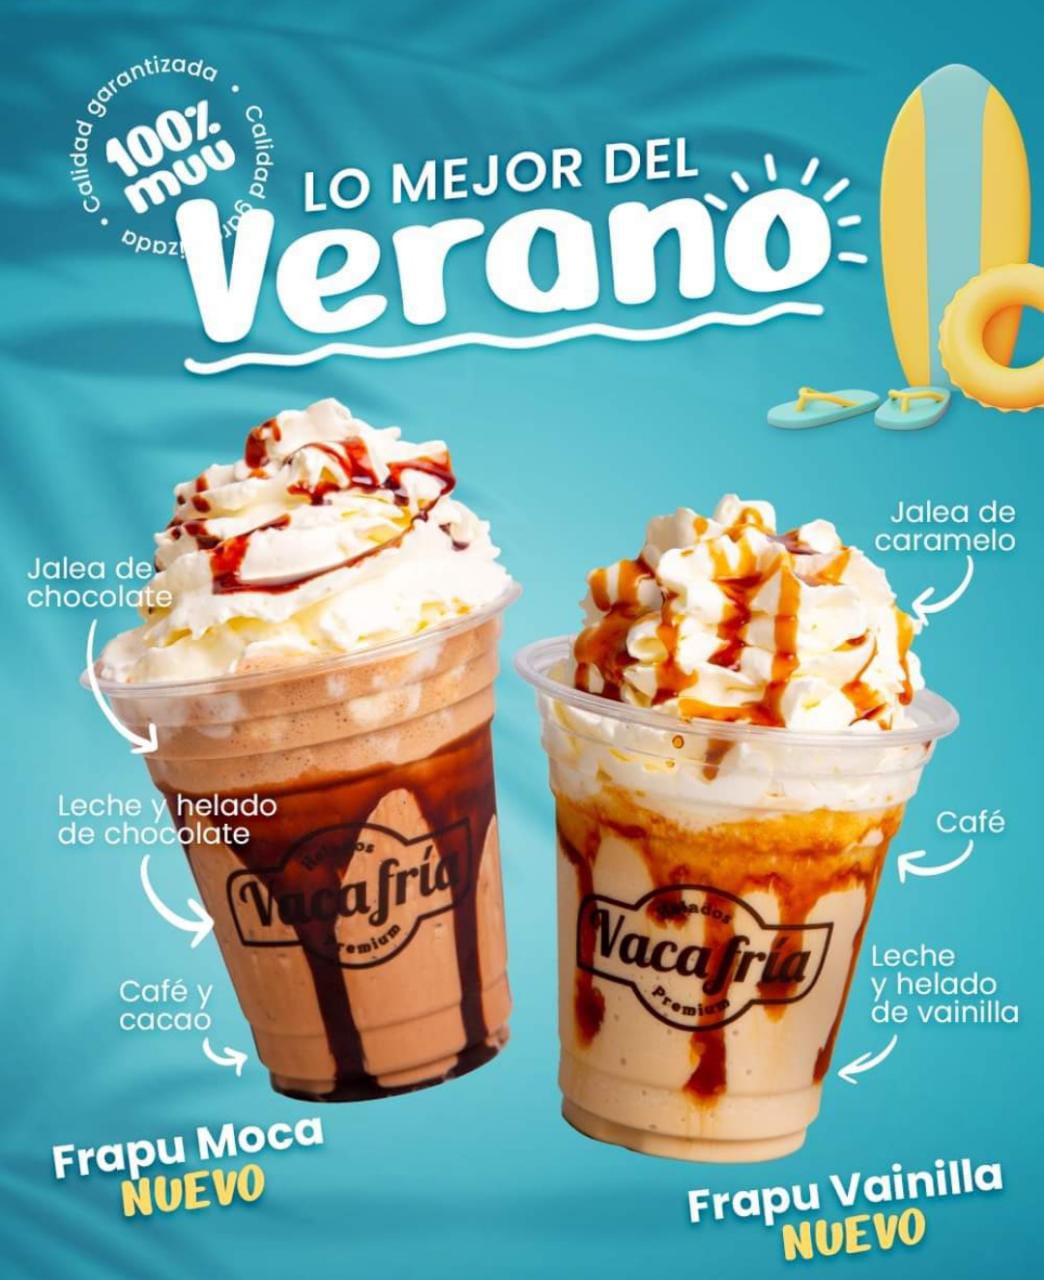 Calidad garantizada • Calidad garantizada •
100%
muu
LO MEJOR DEL
Verano
Jalea de
chocolate
Leche y helado
de chocolate
Café y
cacao
Jalea de
caramelo
Café
Leche
y helado
de vainilla
Helados
Vaca fría
Premium
Helados
Vaca fría
Premium
Frapu Moca
NUEVO
Frapu Vainilla
NUEVO